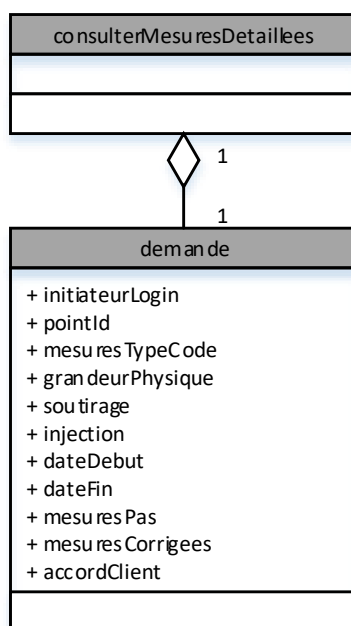 consulterMesuresDetaillees
1
1
demande
+ initiateurLogin
+ pointId
+ mesuresTypeCode
+ grandeurPhysique
+ soutirage
+ injection
+ dateDebut
+ dateFin
+ mesuresPas
+ mesuresCorrigees
+ accordClient